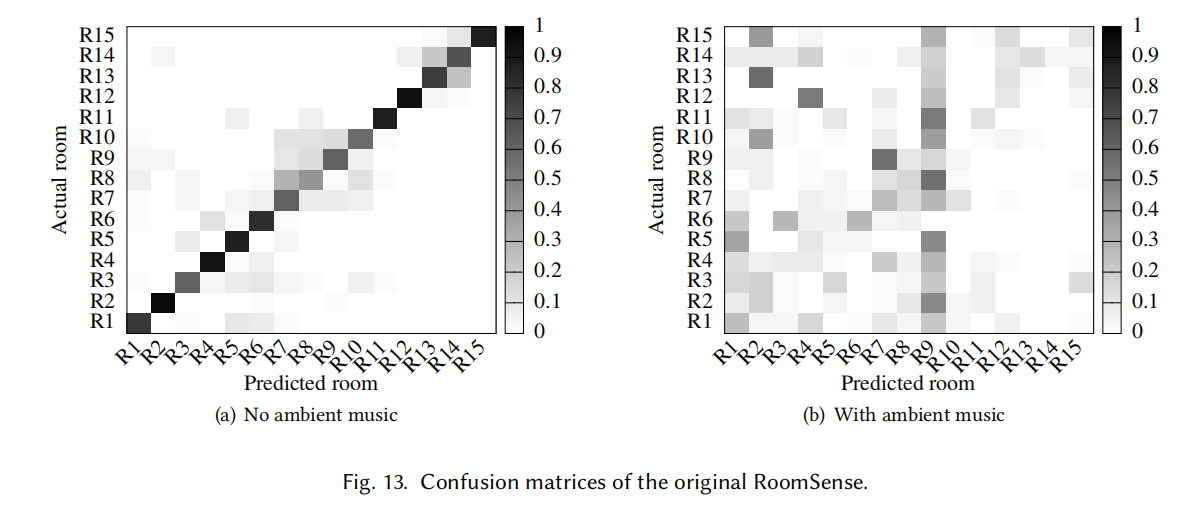 Actual room
R15
R14
R13
R12
R11
R10
R9
R8
R7
R6
R5
R4
R3
R2
R1
R1 R2 R3 R4 R5 R6 R7 R8 R9 R10 R11 R12 R13 R14 R15
Predicted room
1
0.9
0.8
0.7
0.6
0.5
0.4
0.3
0.2
0.1
0
(a) No ambient music
Actual room
R15
R14
R13
R12
R11
R10
R9
R8
R7
R6
R5
R4
R3
R2
R1
R1 R2 R3 R4 R5 R6 R7 R8 R9 R10 R11 R12 R13 R14 R15
Predicted room
1
0.9
0.8
0.7
0.6
0.5
0.4
0.3
0.2
0.1
0
(b) With ambient music
Fig. 13. Confusion matrices of the original RoomSense.